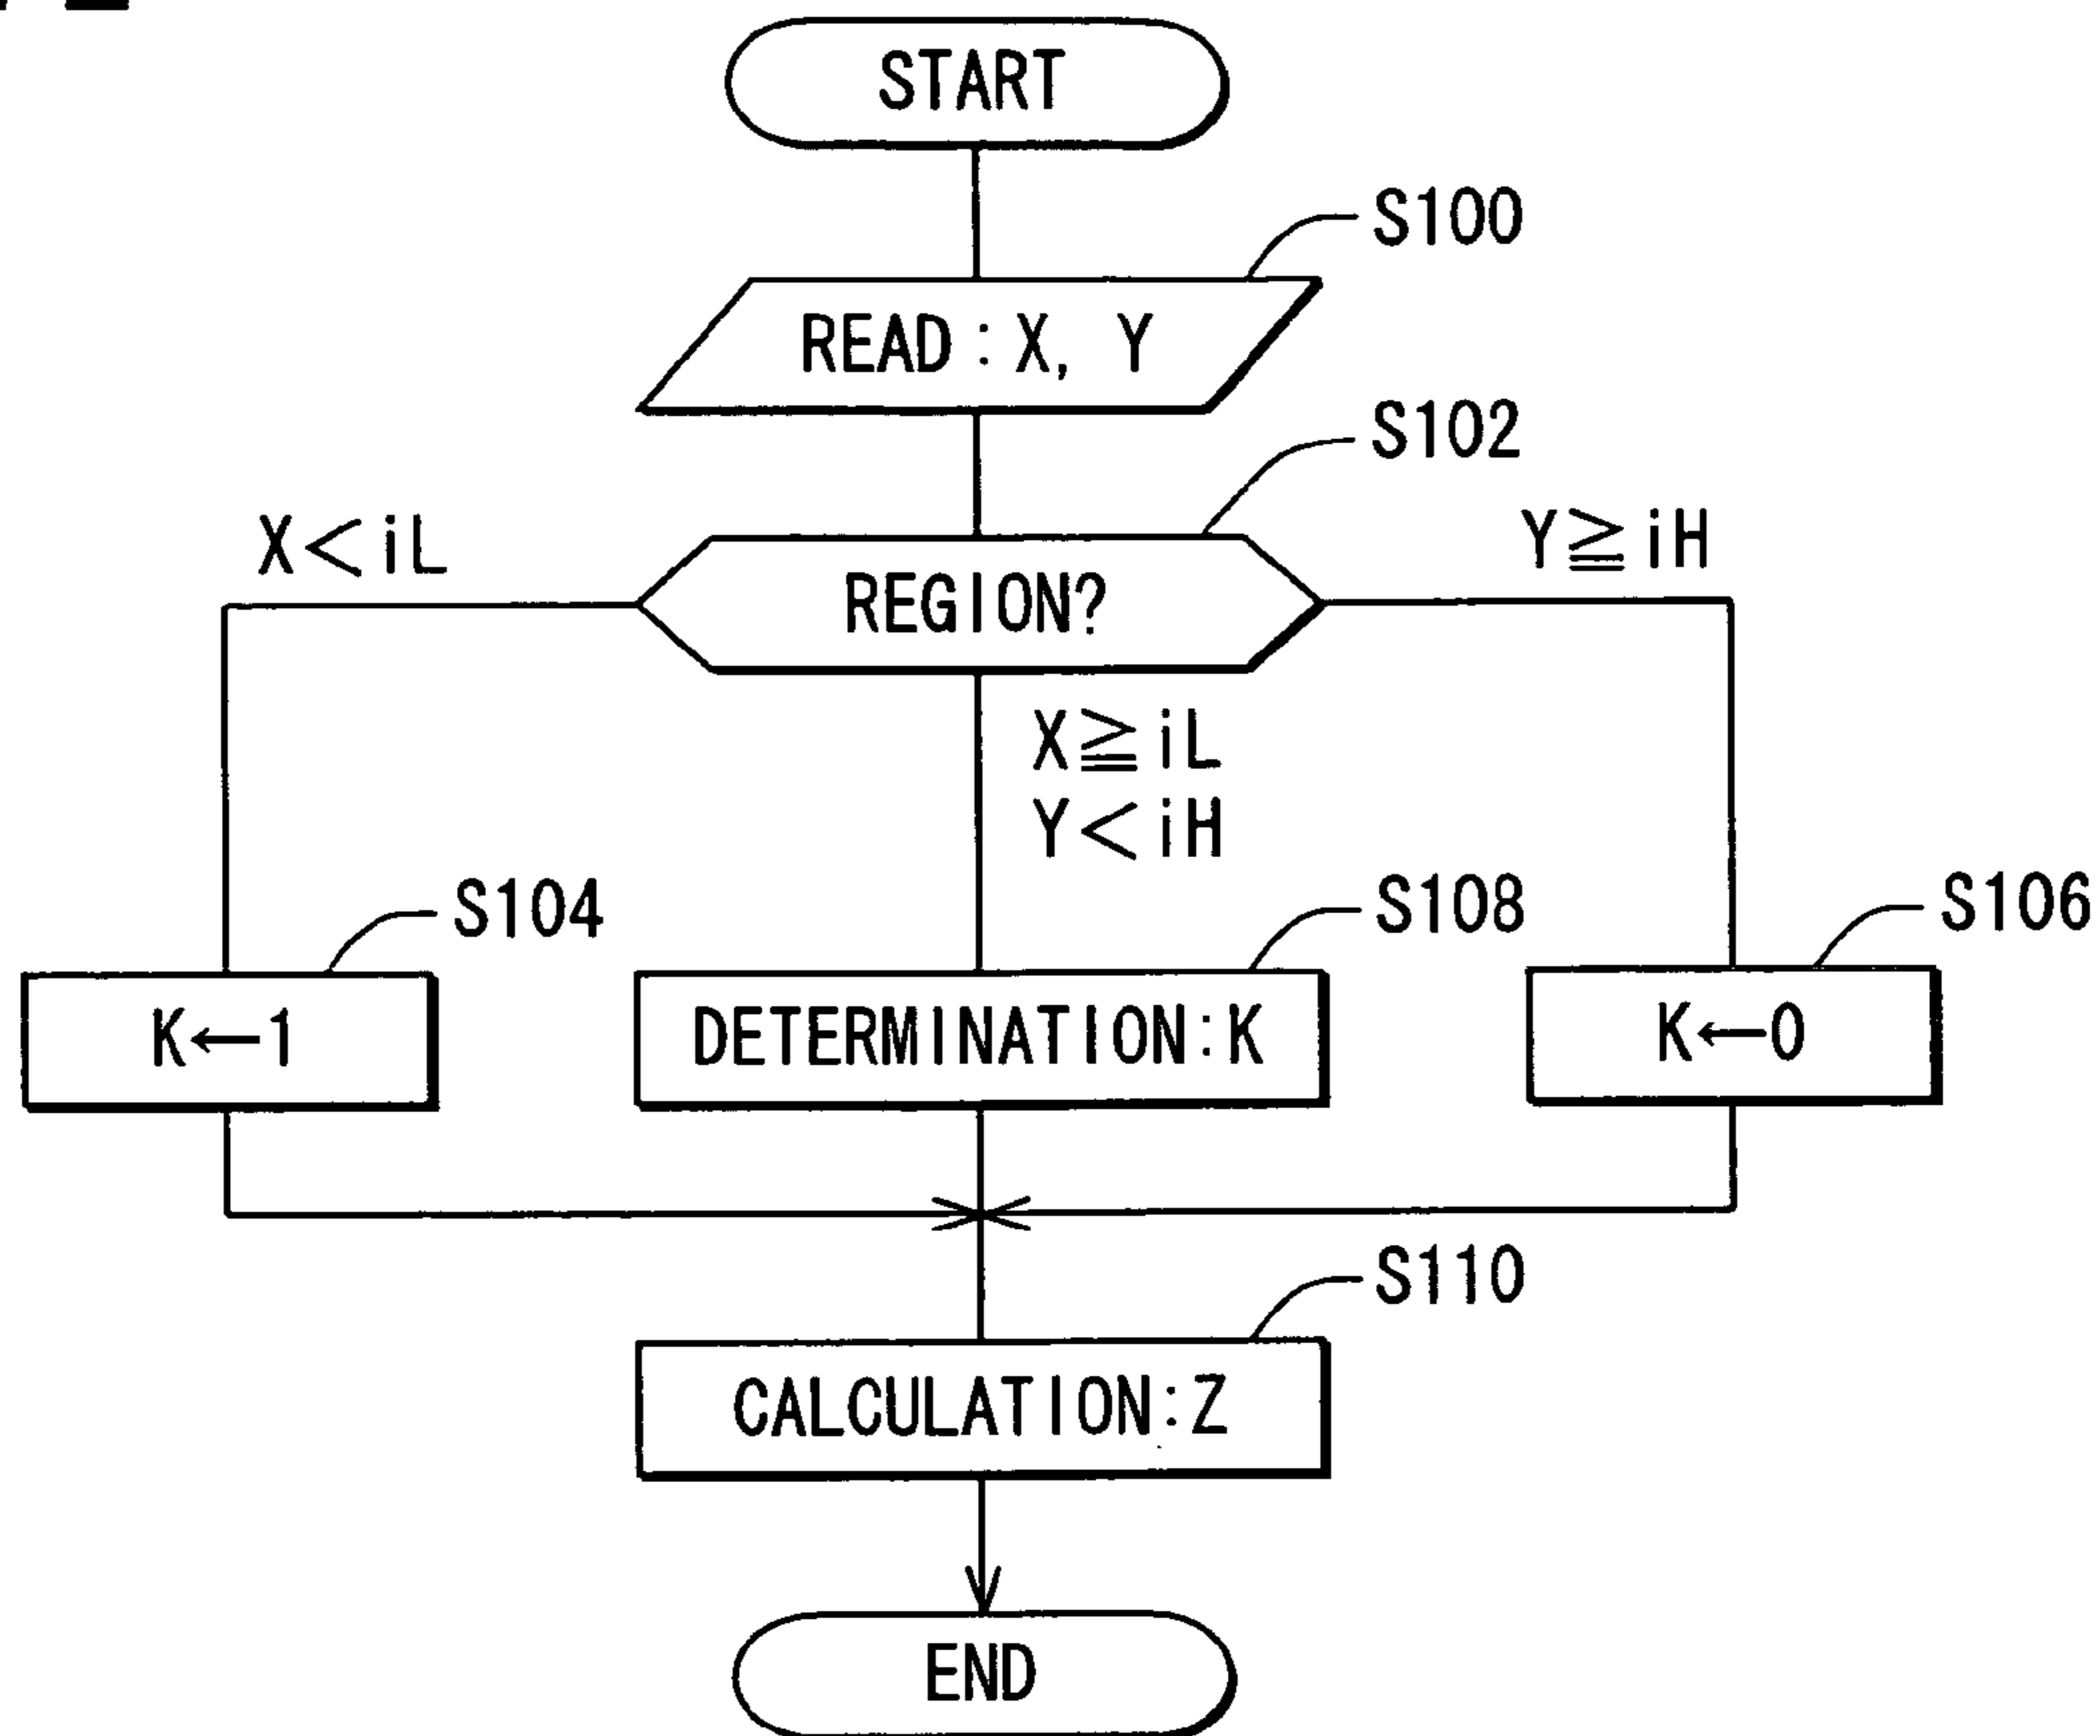 START
S100
READ:X, Y
S102
X<iL
Y≧iH
REGION?
X≧iL
Y<iH
S104
S108
S106
K←1
DETERMINATION:K
K←0
S110
CALCULATION:Z
END